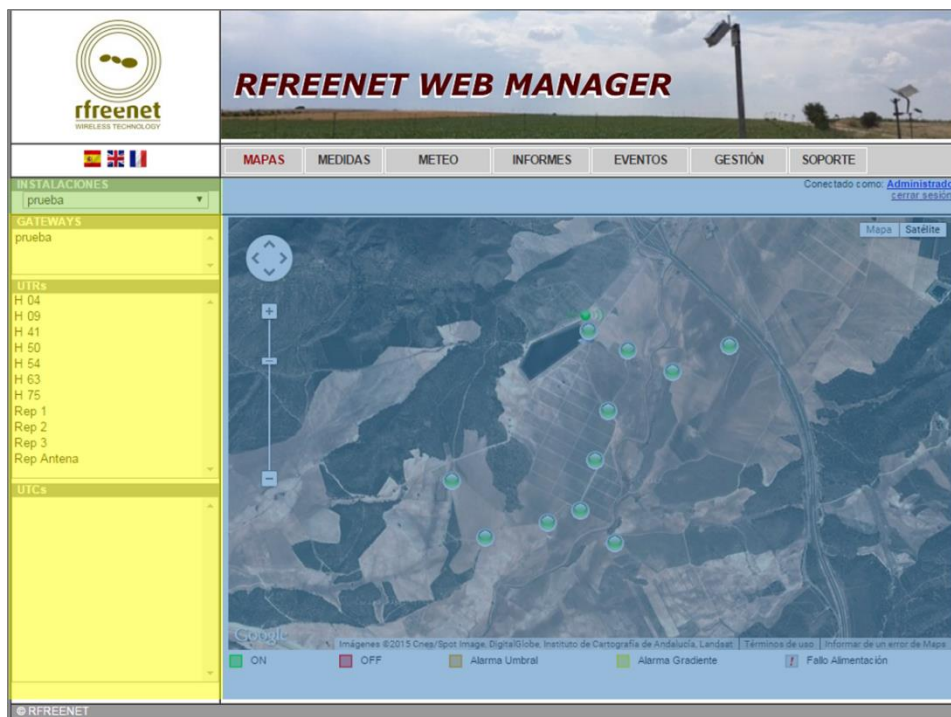 rfreenet
WIRELESS TECHNOLOGY
RFREENET WEB MANAGER
MAPAS MEDIDAS METEO INFORMES EVENTOS GESTIÓN SOPORTE
Conectado como: Administrado
cerrar sesión
INSTALACIONES
prueba
GATEWAYS
prueba
UTRs
H 04
H 09
H 41
H 50
H 54
H 63
H 75
Rep 1
Rep 2
Rep 3
Rep Antena
UTCs
Mapa Satélite
Google
Imágenes ©2015 Cnes/Spot Image, DigitalGlobe, Instituto de Cartografía de Andalucía, Landsat Términos de uso Informar de un error de Maps
ON OFF Alarma Umbral Alarma Gradiente Fallo Alimentación
© RFREENET